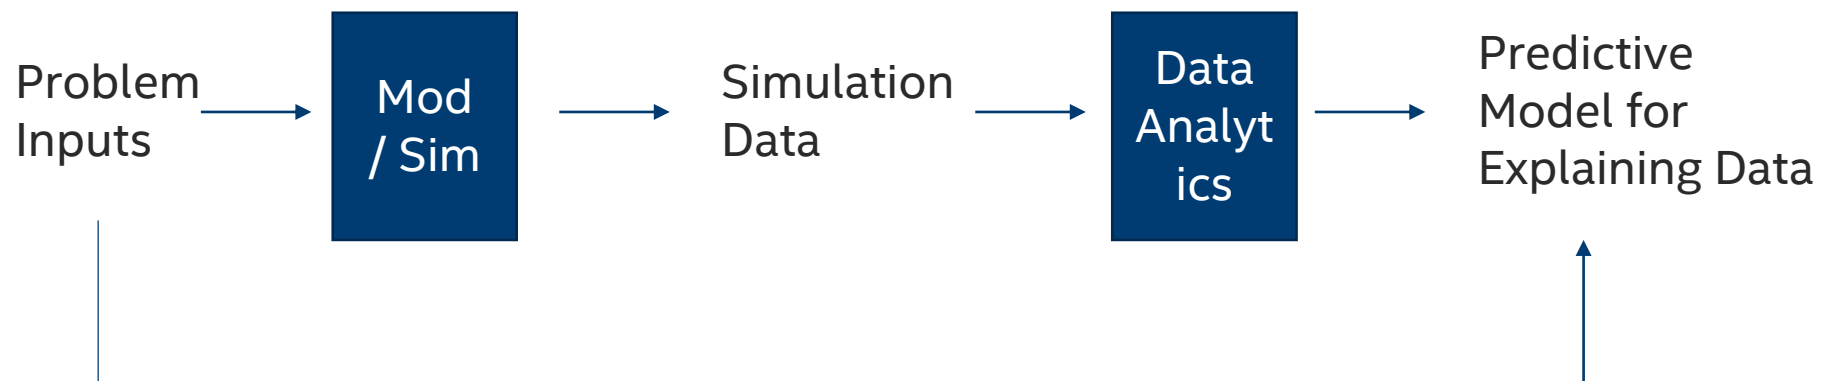 Problem
Inputs
Mod
/ Sim
Simulation
Data
Data
Analyt
ics
Predictive
Model for
Explaining Data